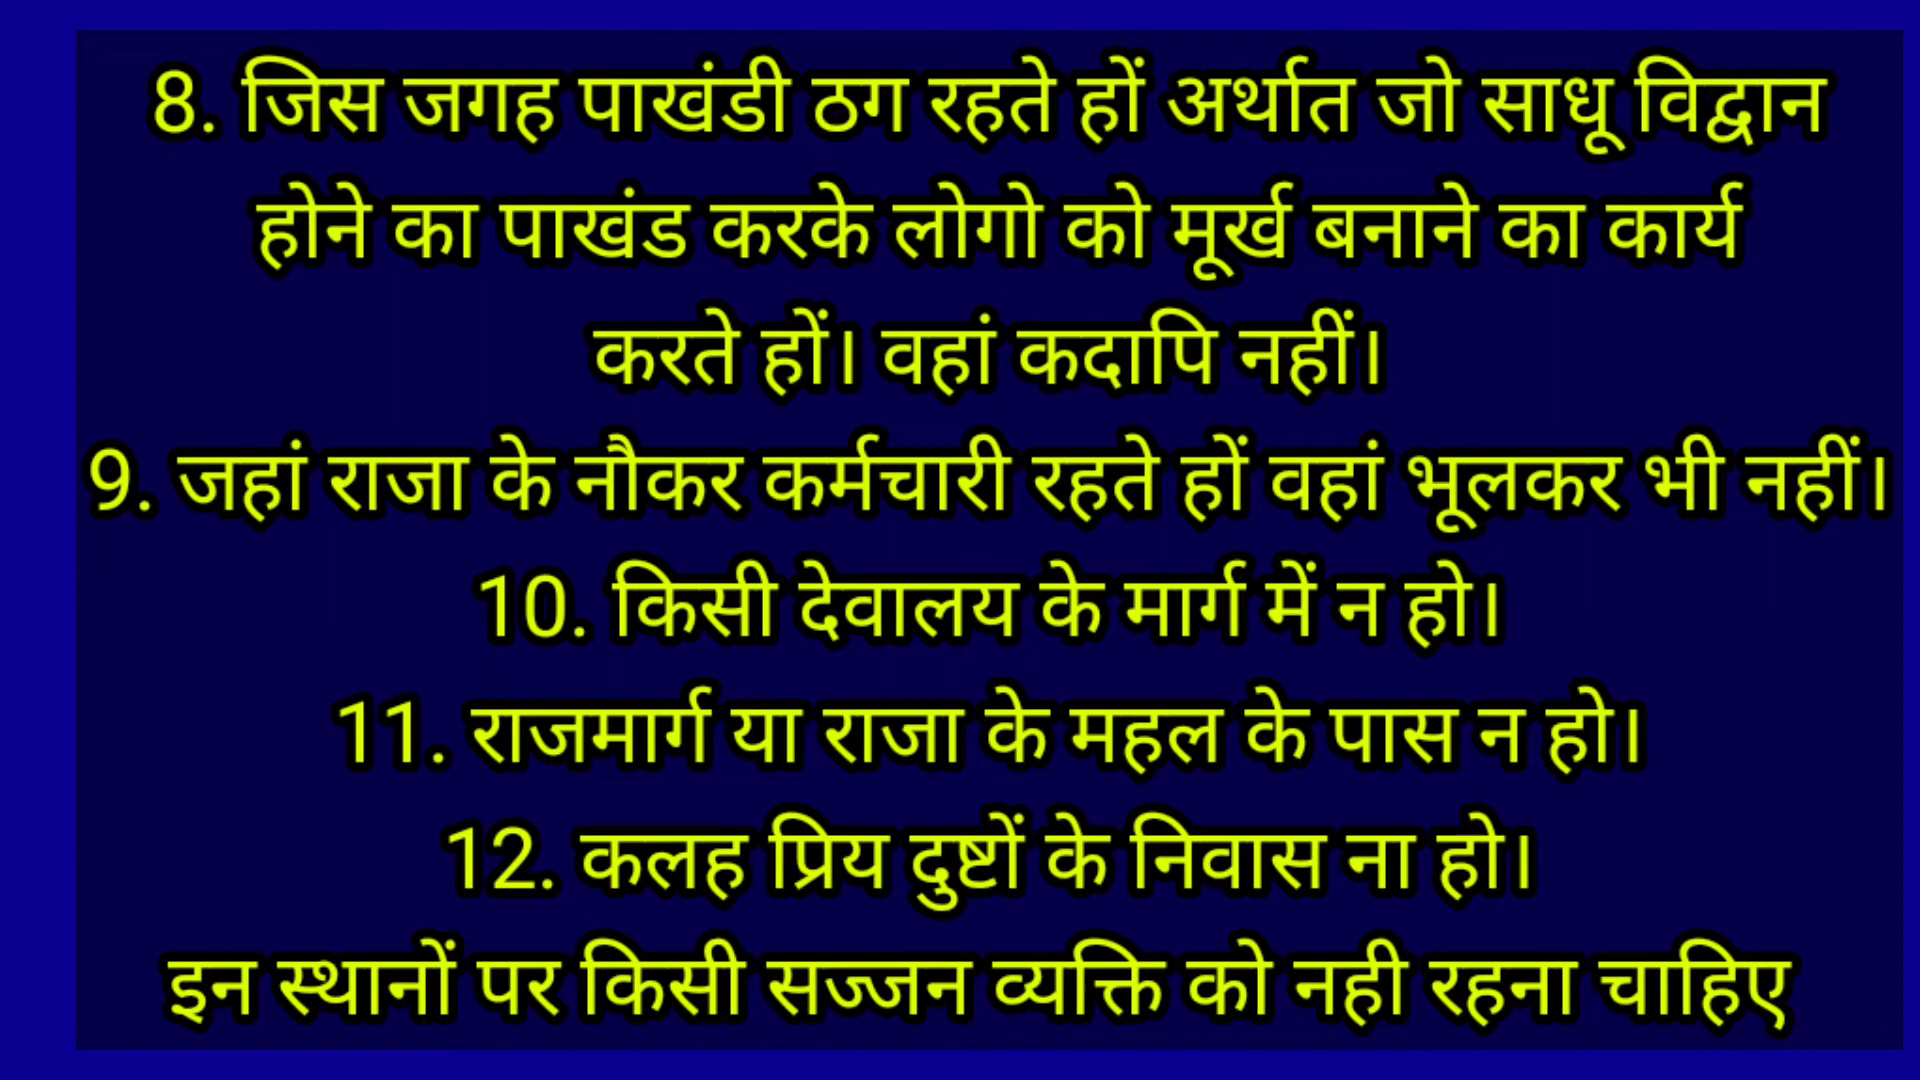 8. जिस जगह पाखंडी ठग रहते हों अर्थात जो साधू विद्वान
होने का पाखंड करके लोगो को मूर्ख बनाने का कार्य
करते हों। वहां कदापि नहीं।
9. जहां राजा के नौकर कर्मचारी रहते हों वहां भूलकर भी नहीं।
10. किसी देवालय के मार्ग में न हो।
11. राजमार्ग या राजा के महल के पास न हो।
12. कलह प्रिय दुष्टों के निवास ना हो।
इन स्थानों पर किसी सज्जन व्यक्ति को नही रहना चाहिए